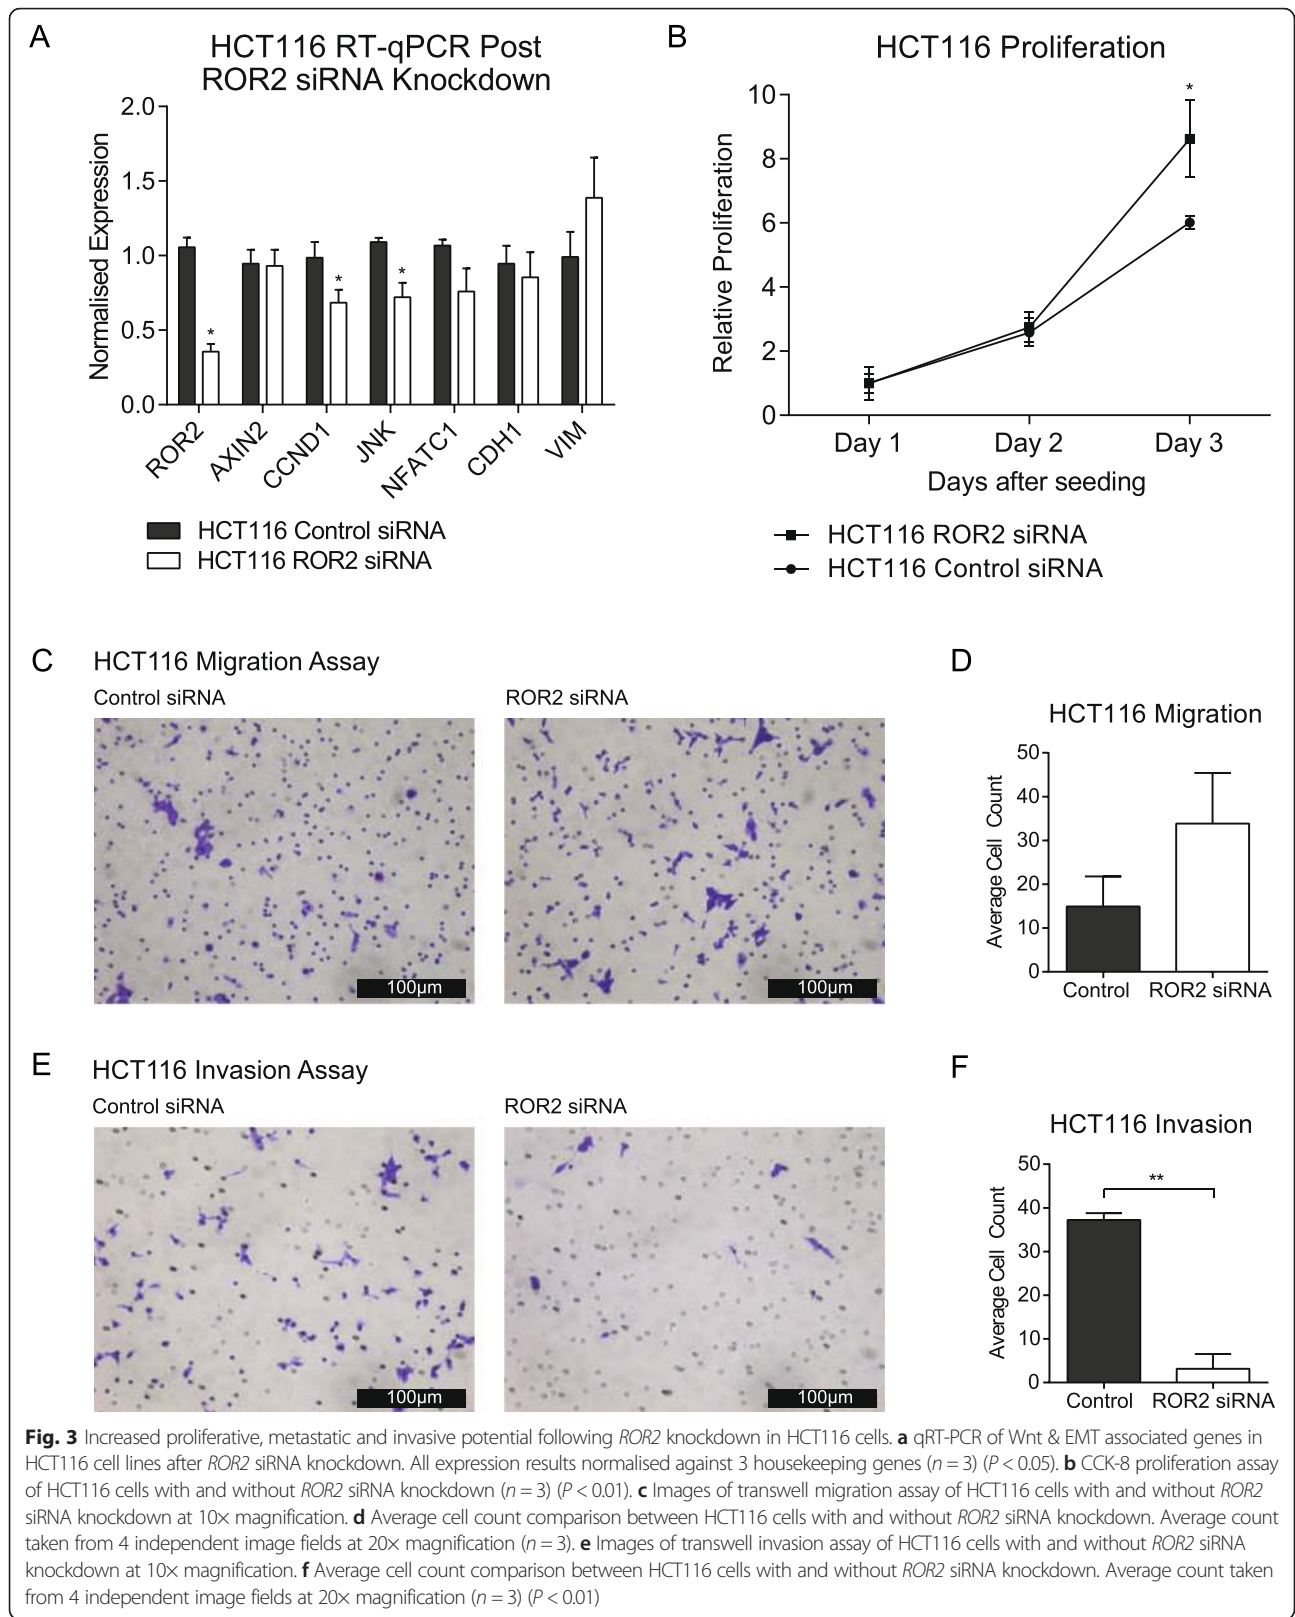 A
HCT116 RT-qPCR Post
ROR2 siRNA Knockdown
2.0
1.5
1.0
0.5
0.0
Normalised Expression
*
*
*
ROR2
AXIN2
CCND1
JNK
NFATC1
CDH1
VIM
HCT116 Control siRNA
HCT116 ROR2 siRNA
B
HCT116 Proliferation
10
8
6
4
2
0
Relative Proliferation
*
Day 1
Day 2
Day 3
Days after seeding
HCT116 ROR2 siRNA
HCT116 Control siRNA
C
HCT116 Migration Assay
Control siRNA
ROR2 siRNA
100μm
100μm
D
HCT116 Migration
50
40
30
20
10
0
Average Cell Count
Control
ROR2 siRNA
E
HCT116 Invasion Assay
Control siRNA
ROR2 siRNA
100μm
100μm
F
HCT116 Invasion
50
40
30
20
10
0
Average Cell Count
**
Control
ROR2 siRNA
Fig. 3 Increased proliferative, metastatic and invasive potential following ROR2 knockdown in HCT116 cells. a qRT-PCR of Wnt & EMT associated genes in
HCT116 cell lines after ROR2 siRNA knockdown. All expression results normalised against 3 housekeeping genes (n = 3) (P < 0.05). b CCK-8 proliferation assay
of HCT116 cells with and without ROR2 siRNA knockdown (n = 3) (P < 0.01). c Images of transwell migration assay of HCT116 cells with and without ROR2
siRNA knockdown at 10× magnification. d Average cell count comparison between HCT116 cells with and without ROR2 siRNA knockdown. Average count
taken from 4 independent image fields at 20× magnification (n = 3). e Images of transwell invasion assay of HCT116 cells with and without ROR2 siRNA
knockdown at 10× magnification. f Average cell count comparison between HCT116 cells with and without ROR2 siRNA knockdown. Average count taken
from 4 independent image fields at 20× magnification (n = 3) (P < 0.01)